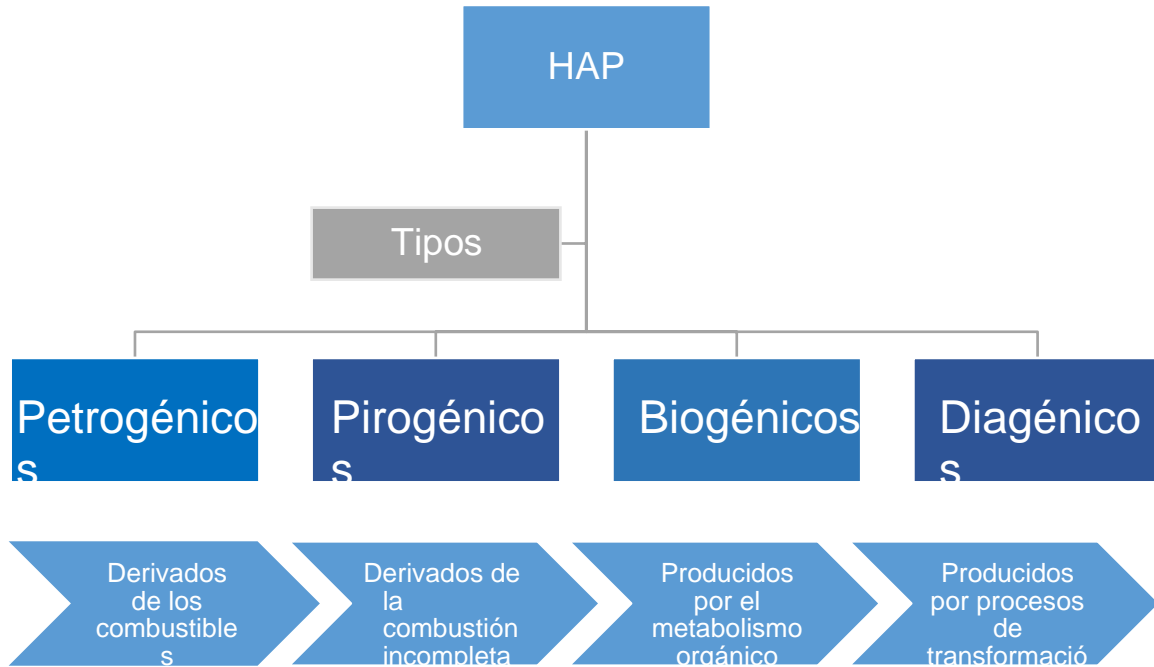 HAP
Tipos
Petrogénico
s
Pirogénico
s
Biogénicos
Diagénico
s
Derivados
de los
combustible
s
Derivados de
la
combustión
incompleta
Producidos
por el
metabolismo
orgánico
Producidos
por procesos
de
transformació